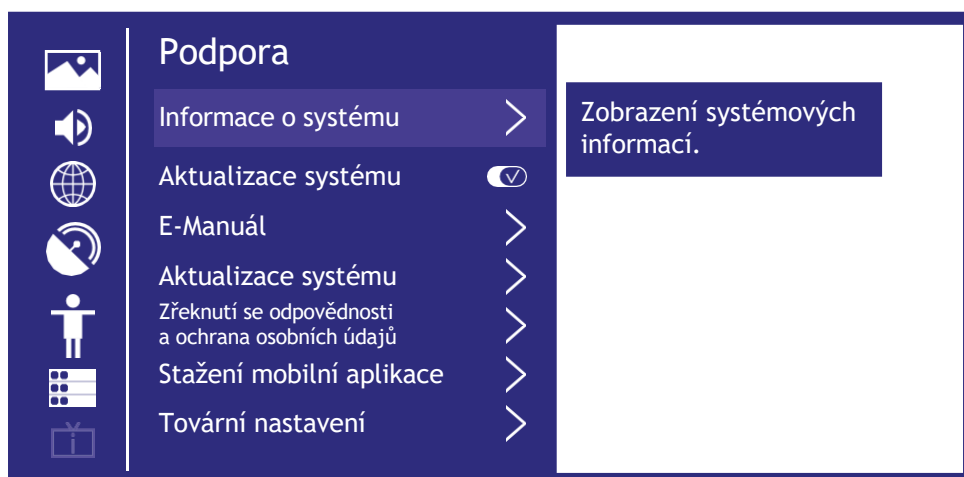 Podpora
Informace o systému
Zobrazení systémových
informací.
Aktualizace systému
E-Manuál
Aktualizace systému
Zřeknutí se odpovědnosti
a ochrana osobních údajů
Stažení mobilní aplikace
Tovární nastavení